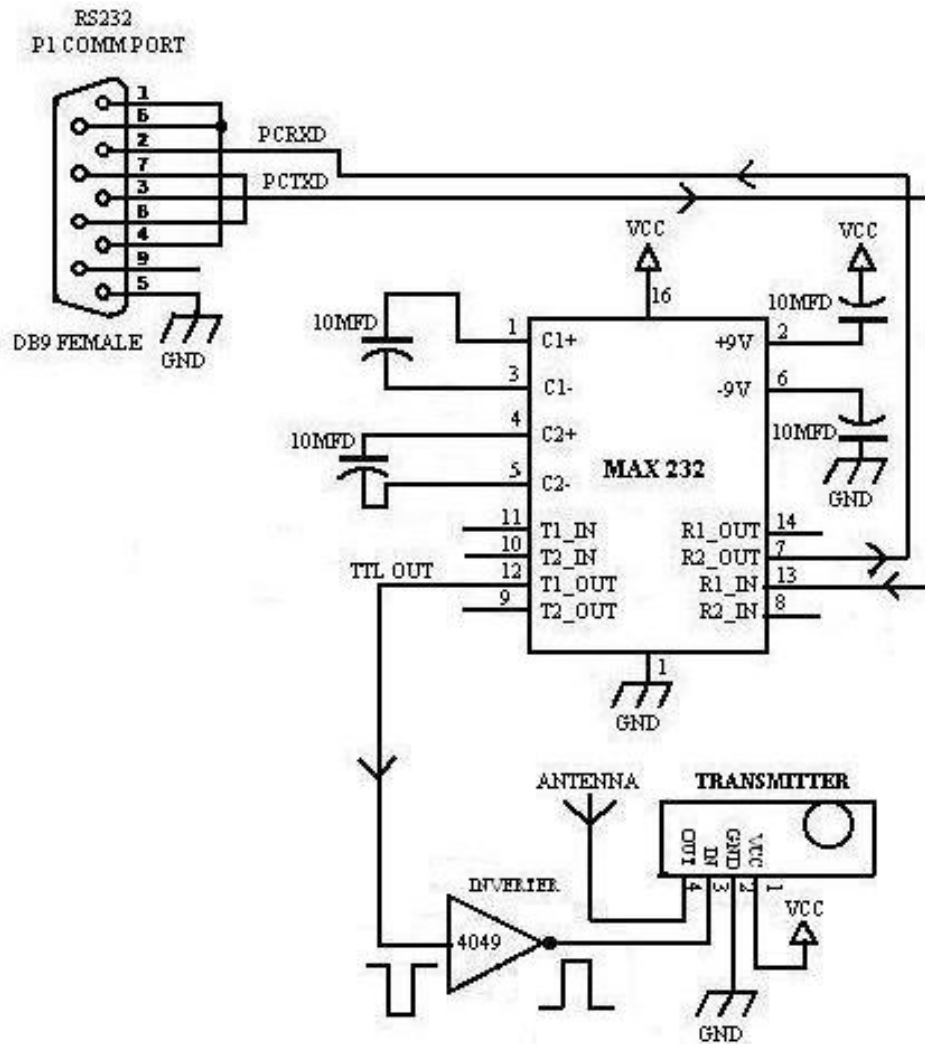 RS232
P1 COMM PORT
1
6
2
7
3
8
4
9
5
PCRXD
PCTXD
DB9 FEMALE
GND
VCC
16
VCC
10MFD
1
C1+
+9V
2
10MFD
3
C1-
-9V
6
4
C2+
10MFD
10MFD
5
C2-
MAX 232
GND
11
T1_IN
R1_OUT
14
10
T2_IN
R2_OUT
7
TTL OUT
12
T1_OUT
R1_IN
13
9
T2_OUT
R2_IN
8
1
GND
ANTENNA
TRANSMITTER
OUT
IN
GND
VCC
4
3
2
1
INVERTER
4049
VCC
GND